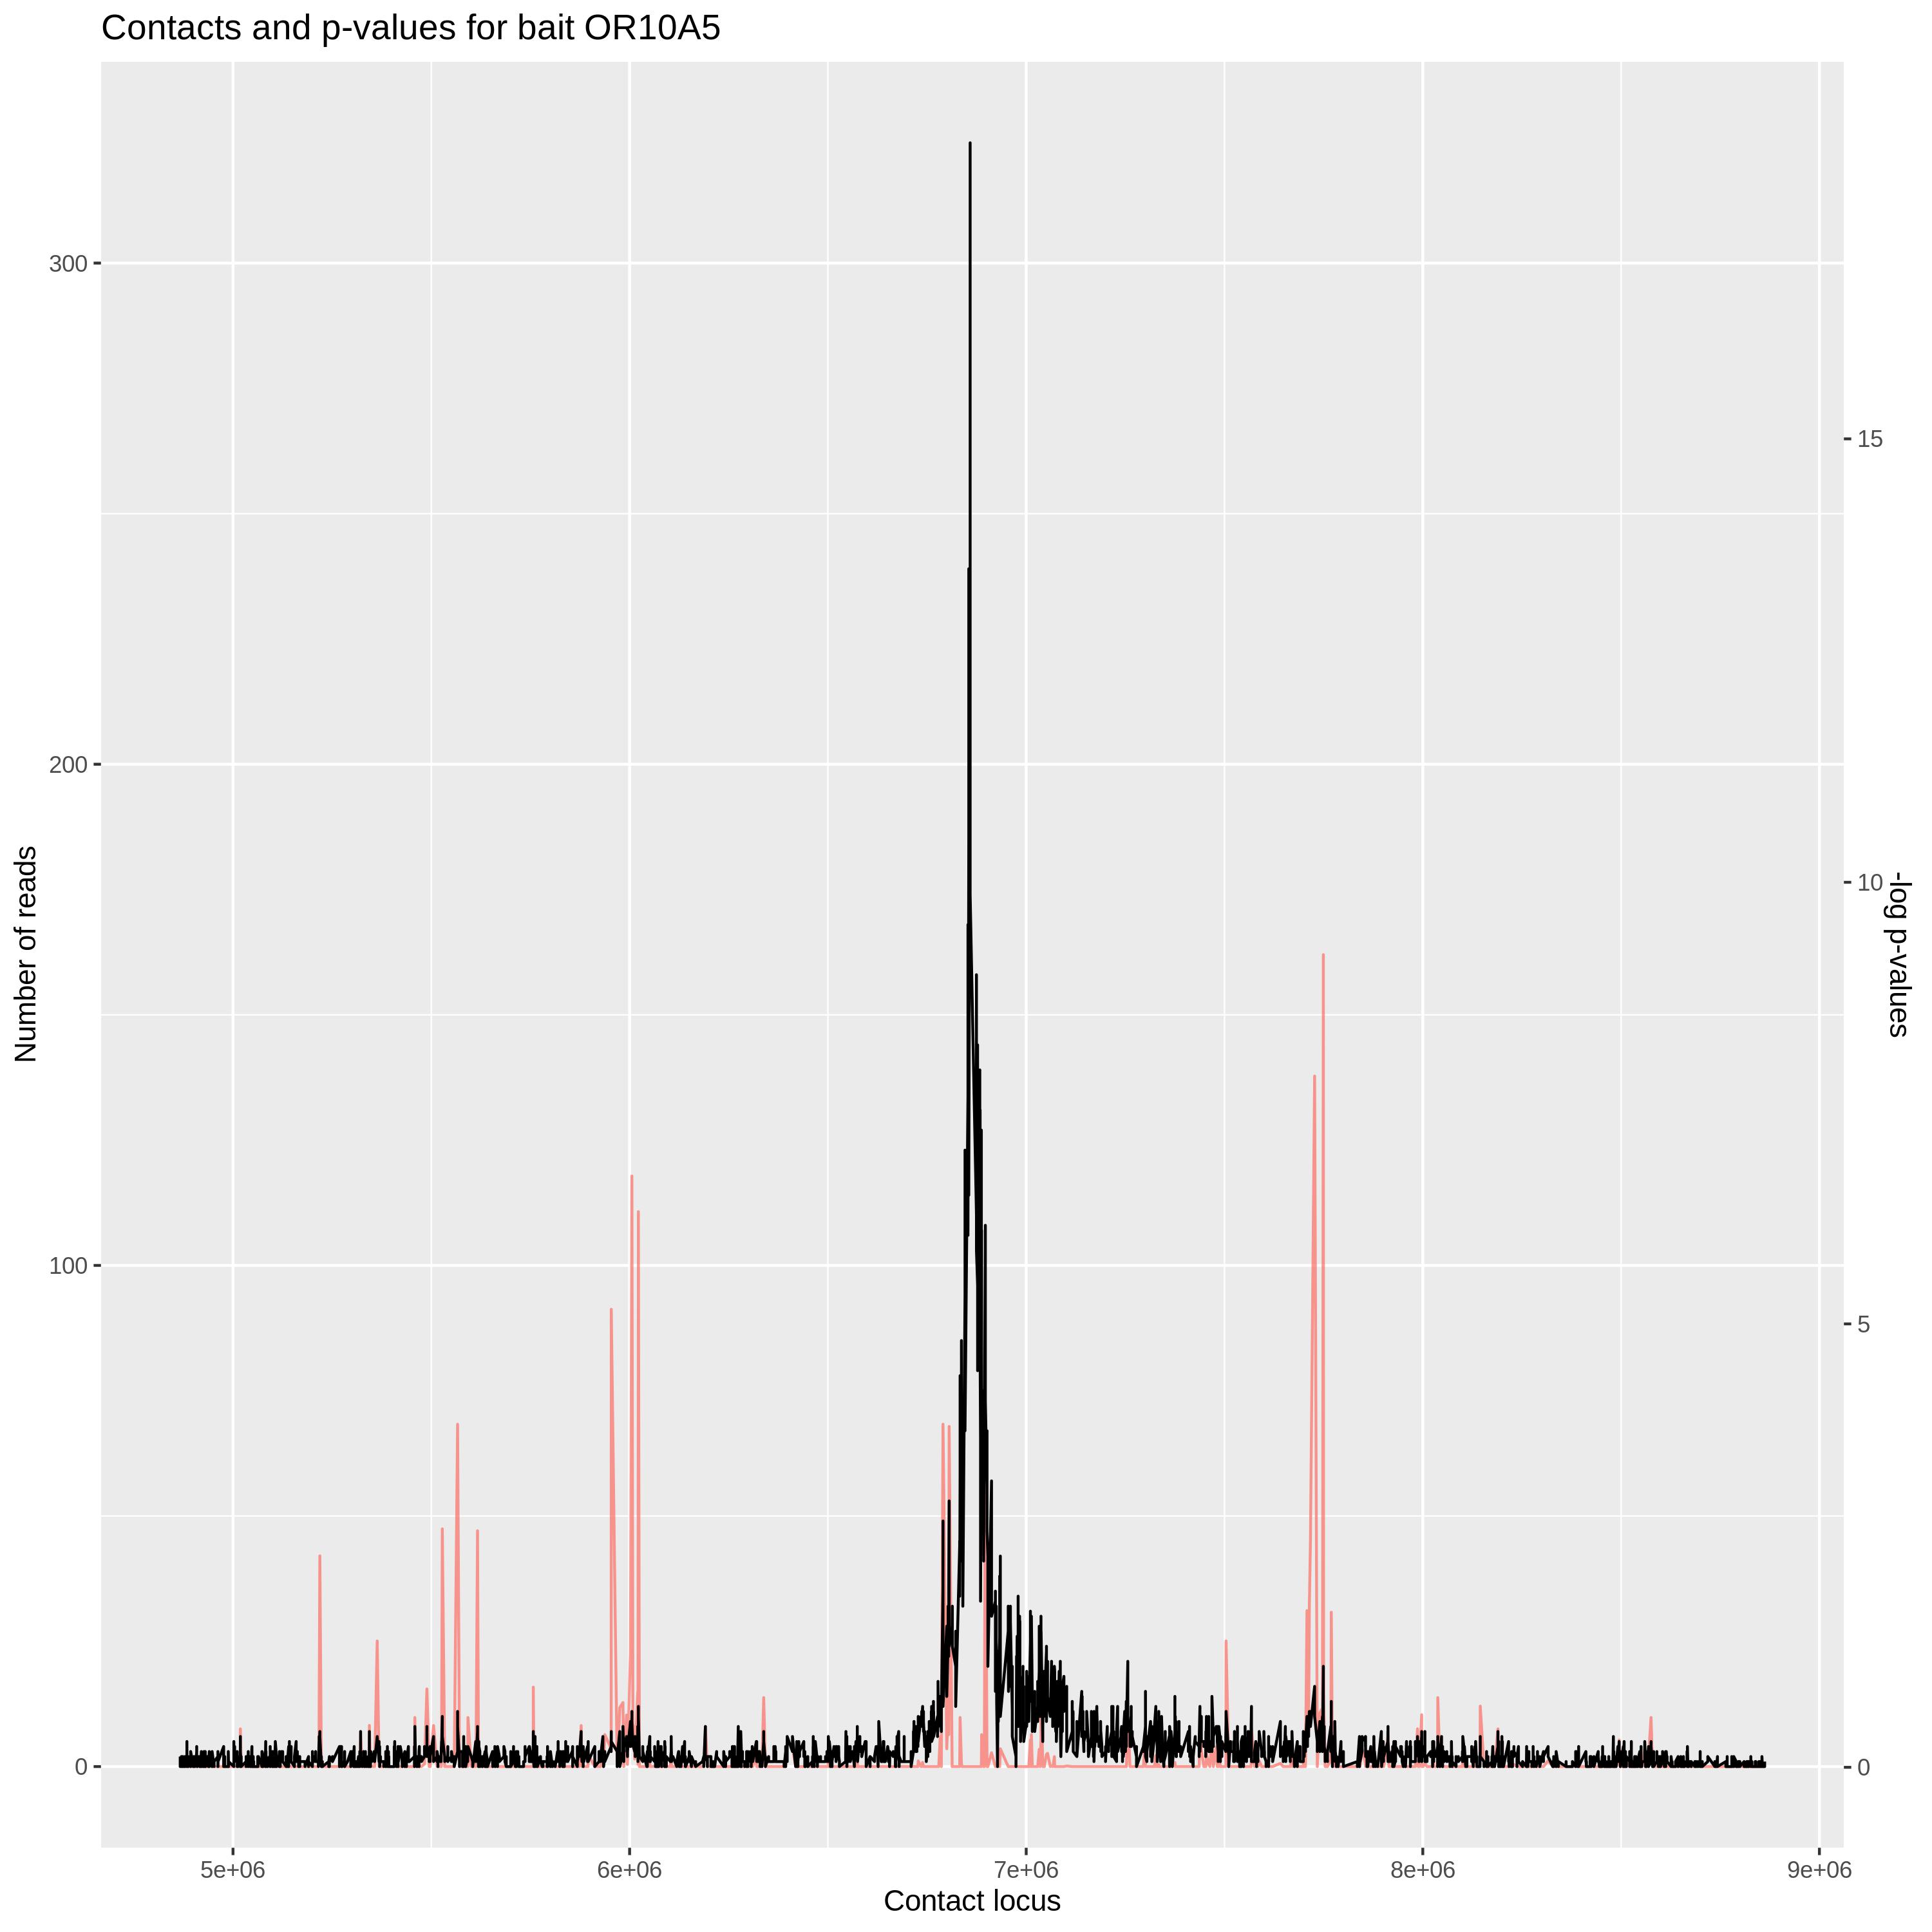 Contacts and p-values for bait OR10A5
300
200
100
0
Number of reads
15
10
5
0
-log p-values
5e+06
6e+06
7e+06
8e+06
9e+06
Contact locus